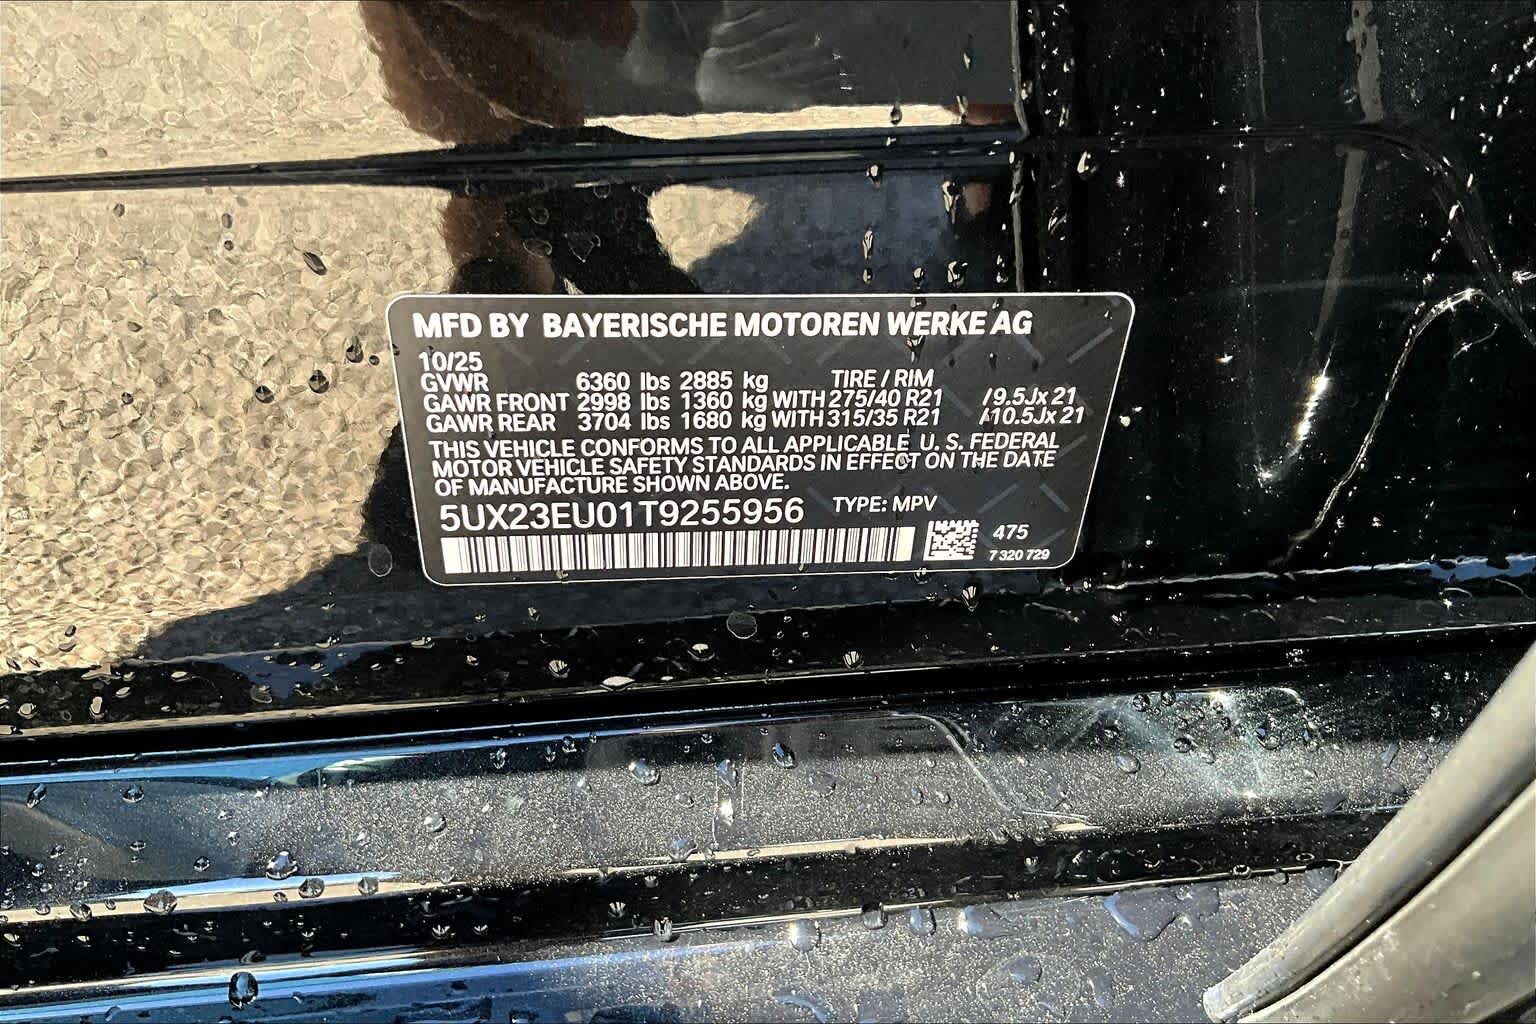 MFD BY BAYERISCHE MOTOREN WERKE AG
10/25
GVWR 6360 lbs 2885 kg TIRE / RIM
GAWR FRONT 2998 lbs 1360 kg WITH 275/40 R21 /9.5Jx 21
GAWR REAR 3704 lbs 1680 kg WITH 315/35 R21 /10.5Jx 21
THIS VEHICLE CONFORMS TO ALL APPLICABLE U. S. FEDERAL
MOTOR VEHICLE SAFETY STANDARDS IN EFFECT ON THE DATE
OF MANUFACTURE SHOWN ABOVE.
5UX23EU01T9255956 TYPE: MPV
475
7 320 729